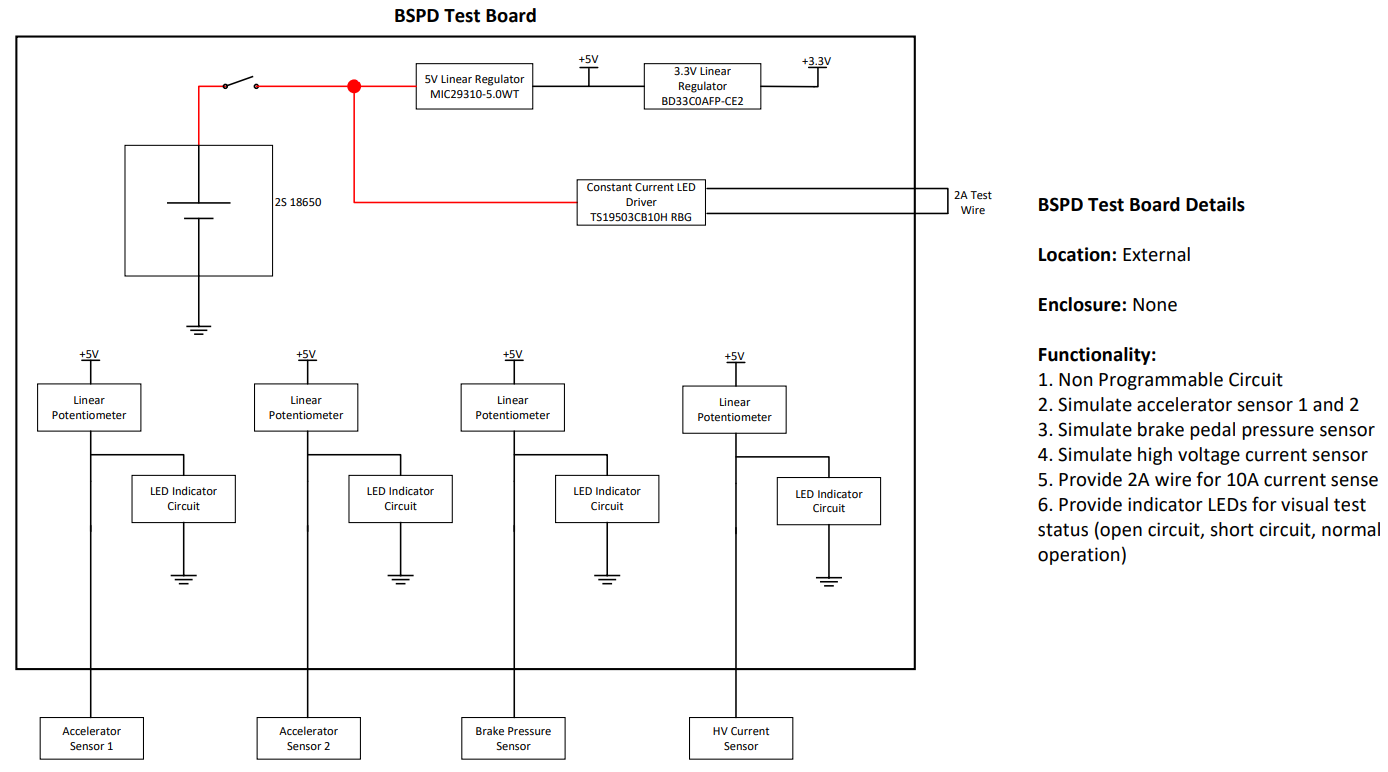 BSPD Test Board
+5V
+3.3V
5V Linear Regulator
MIC29310-5.0WT
3.3V Linear
Regulator
BD33C0AFP-CE2
2S 18650
Constant Current LED
Driver
TS19503CB10H RBG
2A Test
Wire
BSPD Test Board Details
Location: External
Enclosure: None
Functionality:
1. Non Programmable Circuit
2. Simulate accelerator sensor 1 and 2
3. Simulate brake pedal pressure sensor
4. Simulate high voltage current sensor
5. Provide 2A wire for 10A current sense
6. Provide indicator LEDs for visual test
status (open circuit, short circuit, normal
operation)
+5V
+5V
+5V
+5V
Linear
Potentiometer
Linear
Potentiometer
Linear
Potentiometer
Linear
Potentiometer
LED Indicator
Circuit
LED Indicator
Circuit
LED Indicator
Circuit
LED Indicator
Circuit
Accelerator
Sensor 1
Accelerator
Sensor 2
Brake Pressure
Sensor
HV Current
Sensor